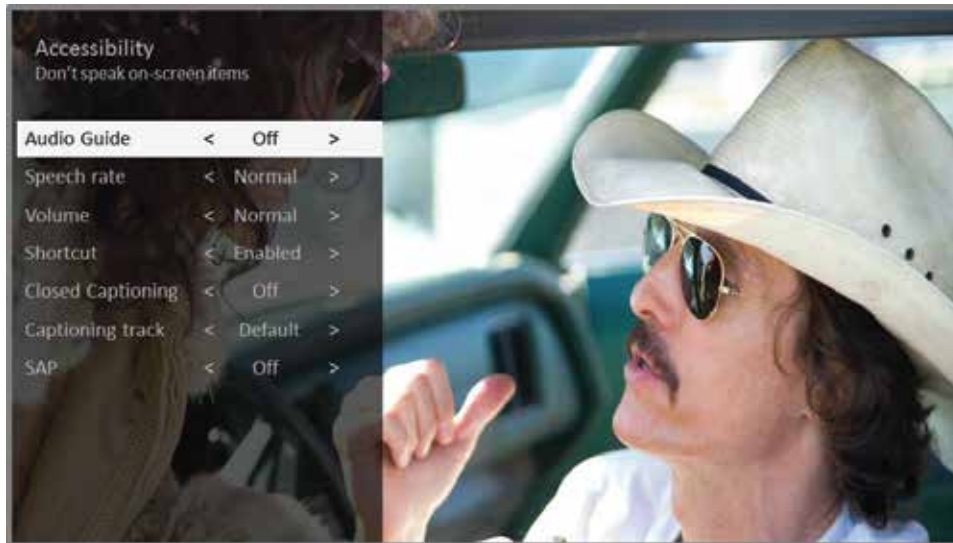 Accessibility
Don't speak on-screen items
Audio Guide < Off >
Speech rate < Normal >
Volume < Normal >
Shortcut < Enabled >
Closed Captioning < Off >
Captioning track < Default >
SAP < Off >